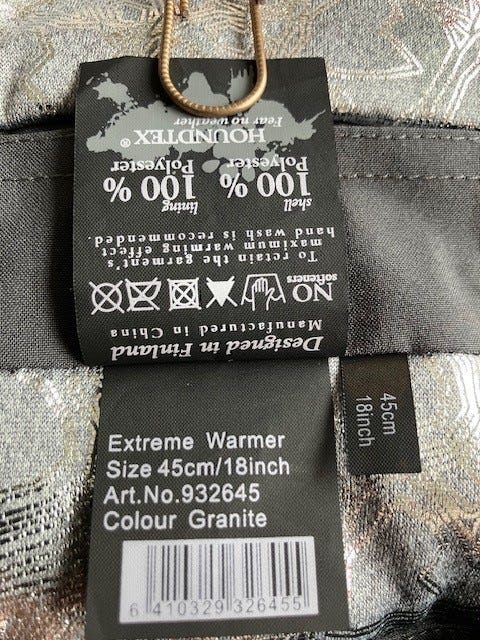 Designed in Finland
Manufactured in China
NO
softeners
To retain the garment's
maximum warming effect
hand wash is recommended.
shell
100 %
Polyester
lining
100 %
Polyester
HOUNDTEX®
Fear no weather
45cm
18inch
Extreme Warmer
Size 45cm/18inch
Art.No.932645
Colour Granite
6 410329 326455